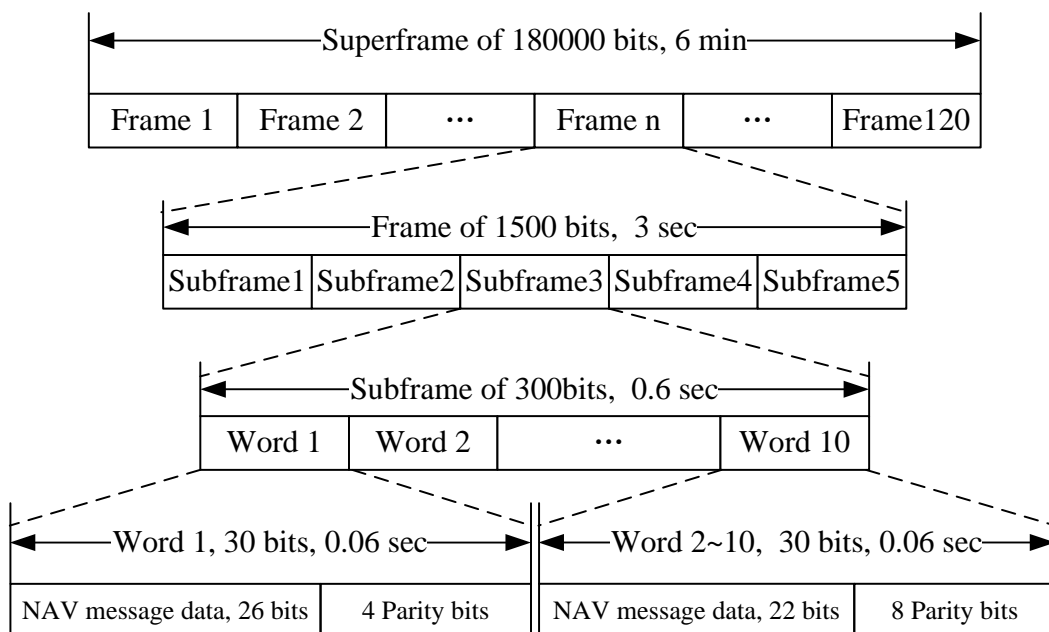 Superframe of 180000 bits, 6 min
Frame 1 Frame 2 ··· Frame n ··· Frame120
Frame of 1500 bits, 3 sec
Subframe1 Subframe2 Subframe3 Subframe4 Subframe5
Subframe of 300bits, 0.6 sec
Word 1 Word 2 ··· Word 10
Word 1, 30 bits, 0.06 sec Word 2~10, 30 bits, 0.06 sec
NAV message data, 26 bits 4 Parity bits NAV message data, 22 bits 8 Parity bits